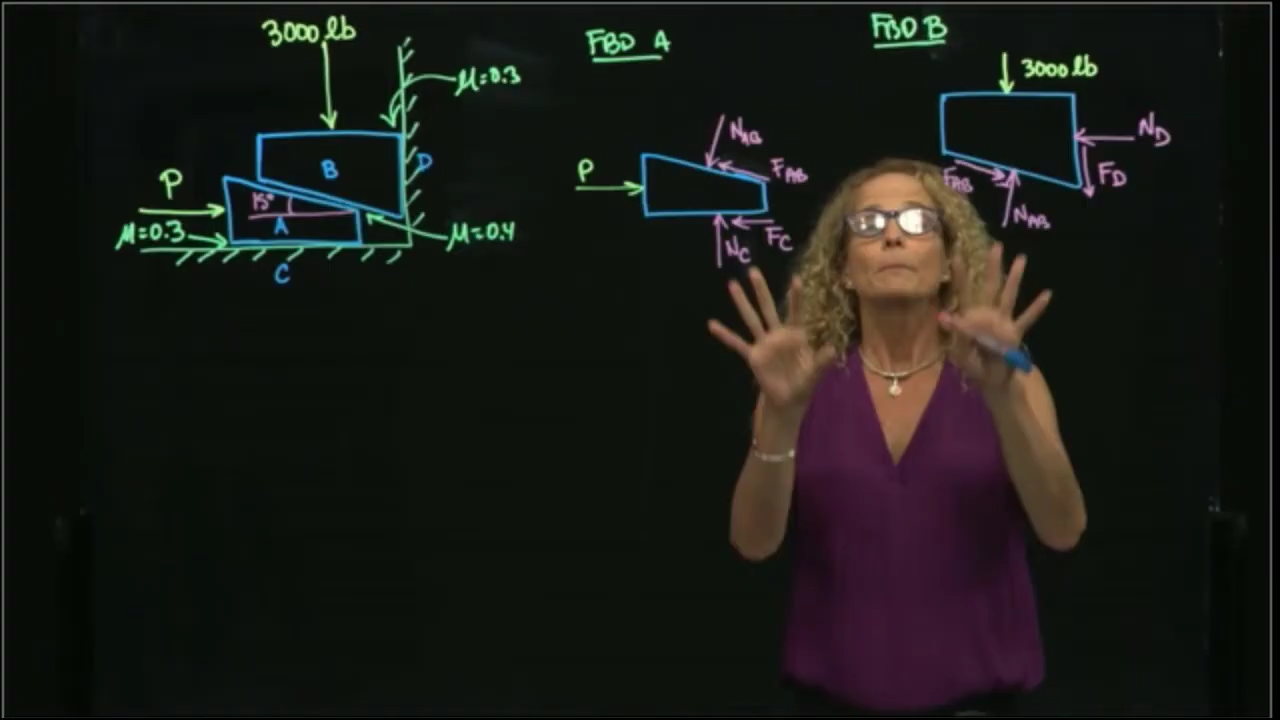 3000 lb
μ=0.3
B
D
P
15°
A
μ=0.3
μ=0.4
C
FBD A
P
N_AB
F_AB
N_C
F_C
FBD B
3000 lb
N_D
F_D
F_AB
N_AB